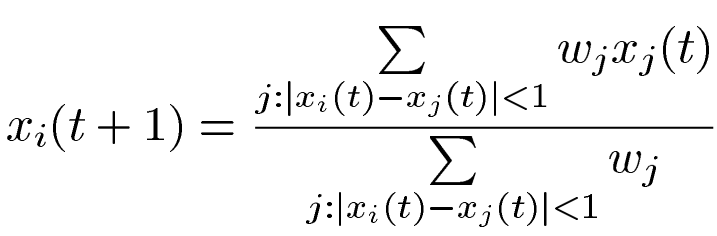 x_i(t + 1) = \frac{\sum_{j:|x_i(t)-x_j(t)|<1} w_j x_j(t)}{\sum_{j:|x_i(t)-x_j(t)|<1} w_j}